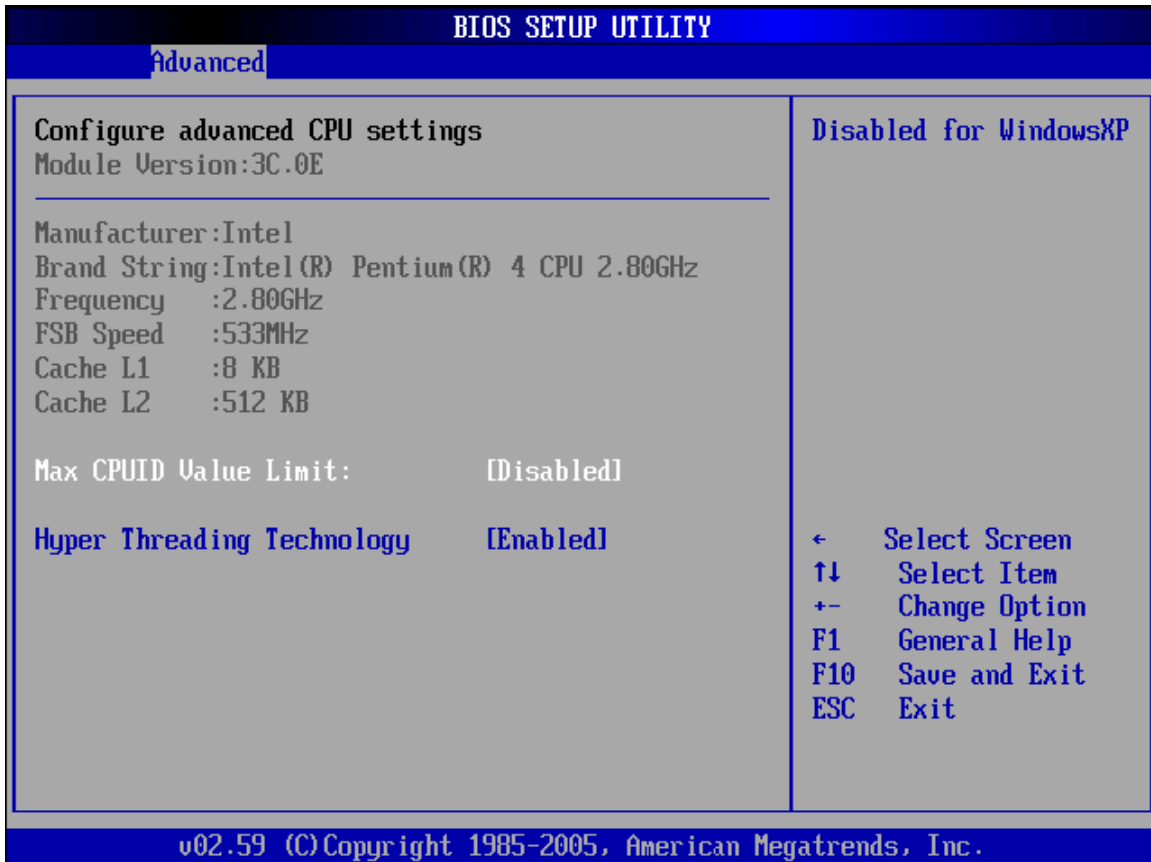 BIOS SETUP UTILITY
Advanced
Configure advanced CPU settings
Module Version:3C.0E
Manufacturer:Intel
Brand String:Intel(R) Pentium(R) 4 CPU 2.80GHz
Frequency :2.80GHz
FSB Speed :533MHz
Cache L1 :8 KB
Cache L2 :512 KB
Max CPUID Value Limit: [Disabled]
Hyper Threading Technology [Enabled]
Disabled for WindowsXP
← Select Screen
↑↓ Select Item
+- Change Option
F1 General Help
F10 Save and Exit
ESC Exit
v02.59 (C)Copyright 1985-2005, American Megatrends, Inc.